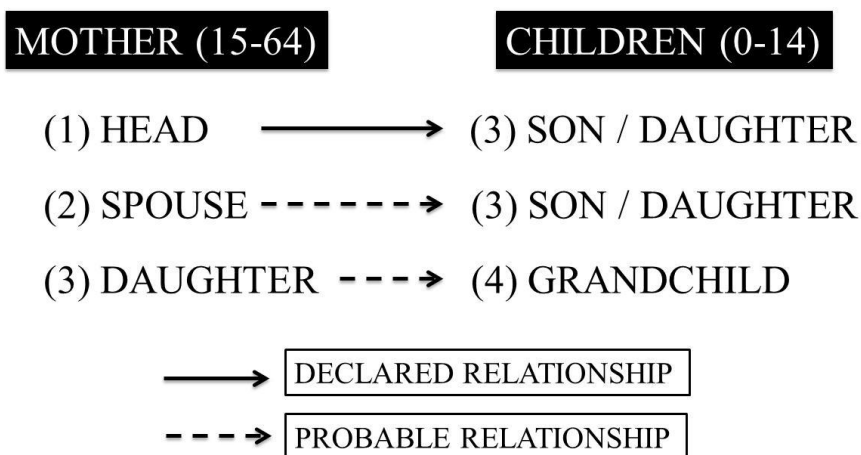 MOTHER (15-64) CHILDREN (0-14)
(1) HEAD (3) SON / DAUGHTER
(2) SPOUSE (3) SON / DAUGHTER
(3) DAUGHTER (4) GRANDCHILD
DECLARED RELATIONSHIP
PROBABLE RELATIONSHIP